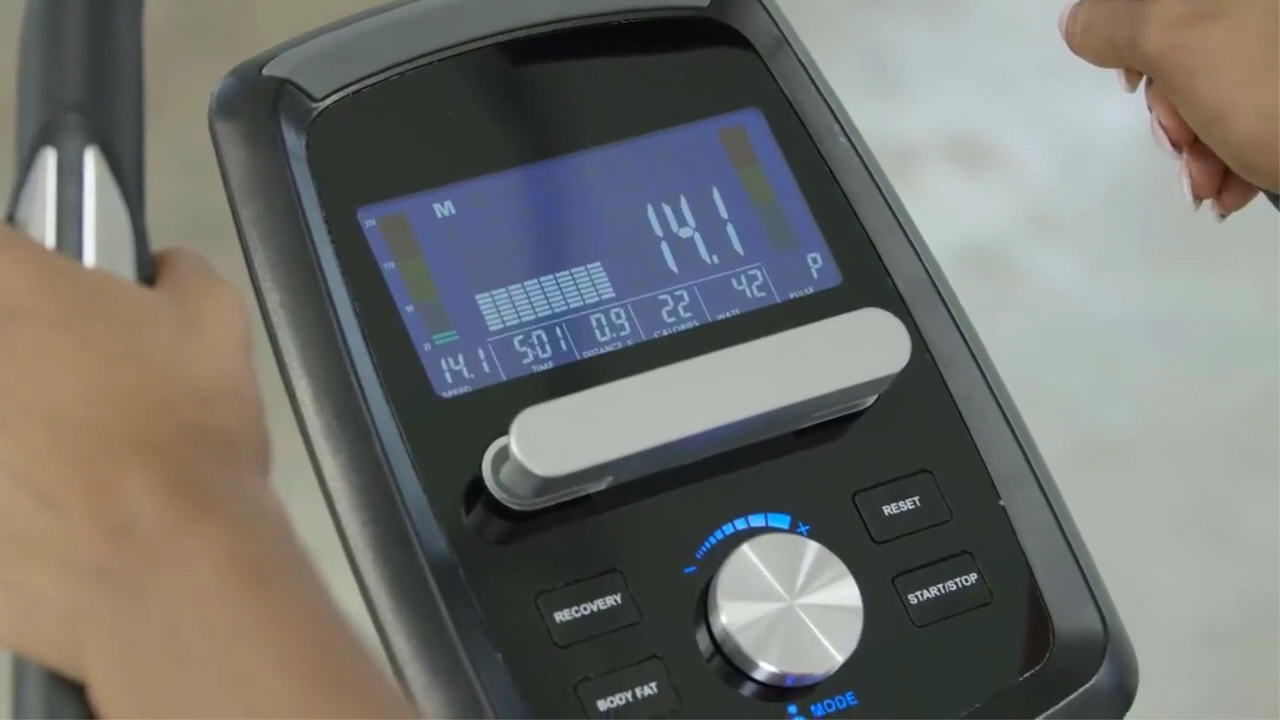 M
14.1
P
14.1 5:01 0.9 22 42
SPEED TIME DISTANCE CALORIES WATT PULSE
RESET
START/STOP
RECOVERY
BODY FAT
MODE
- +